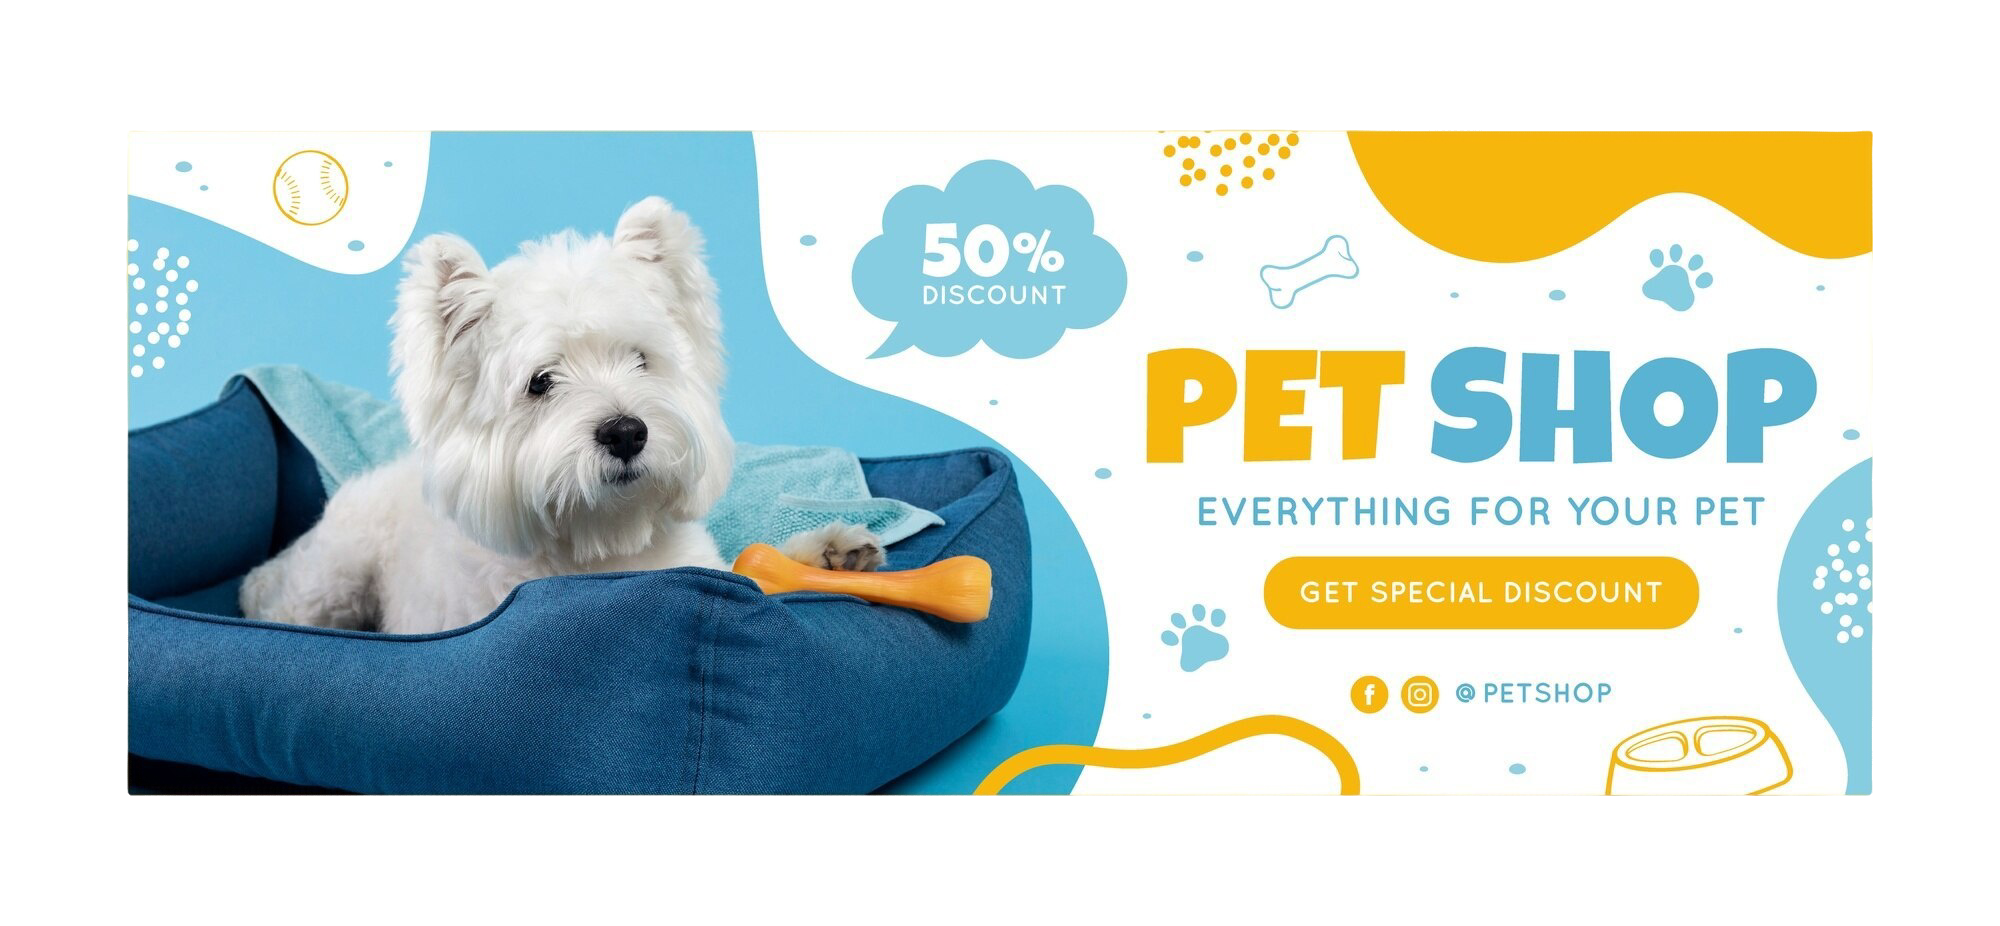 50%
DISCOUNT
PET SHOP
EVERYTHING FOR YOUR PET
GET SPECIAL DISCOUNT
@PETSHOP